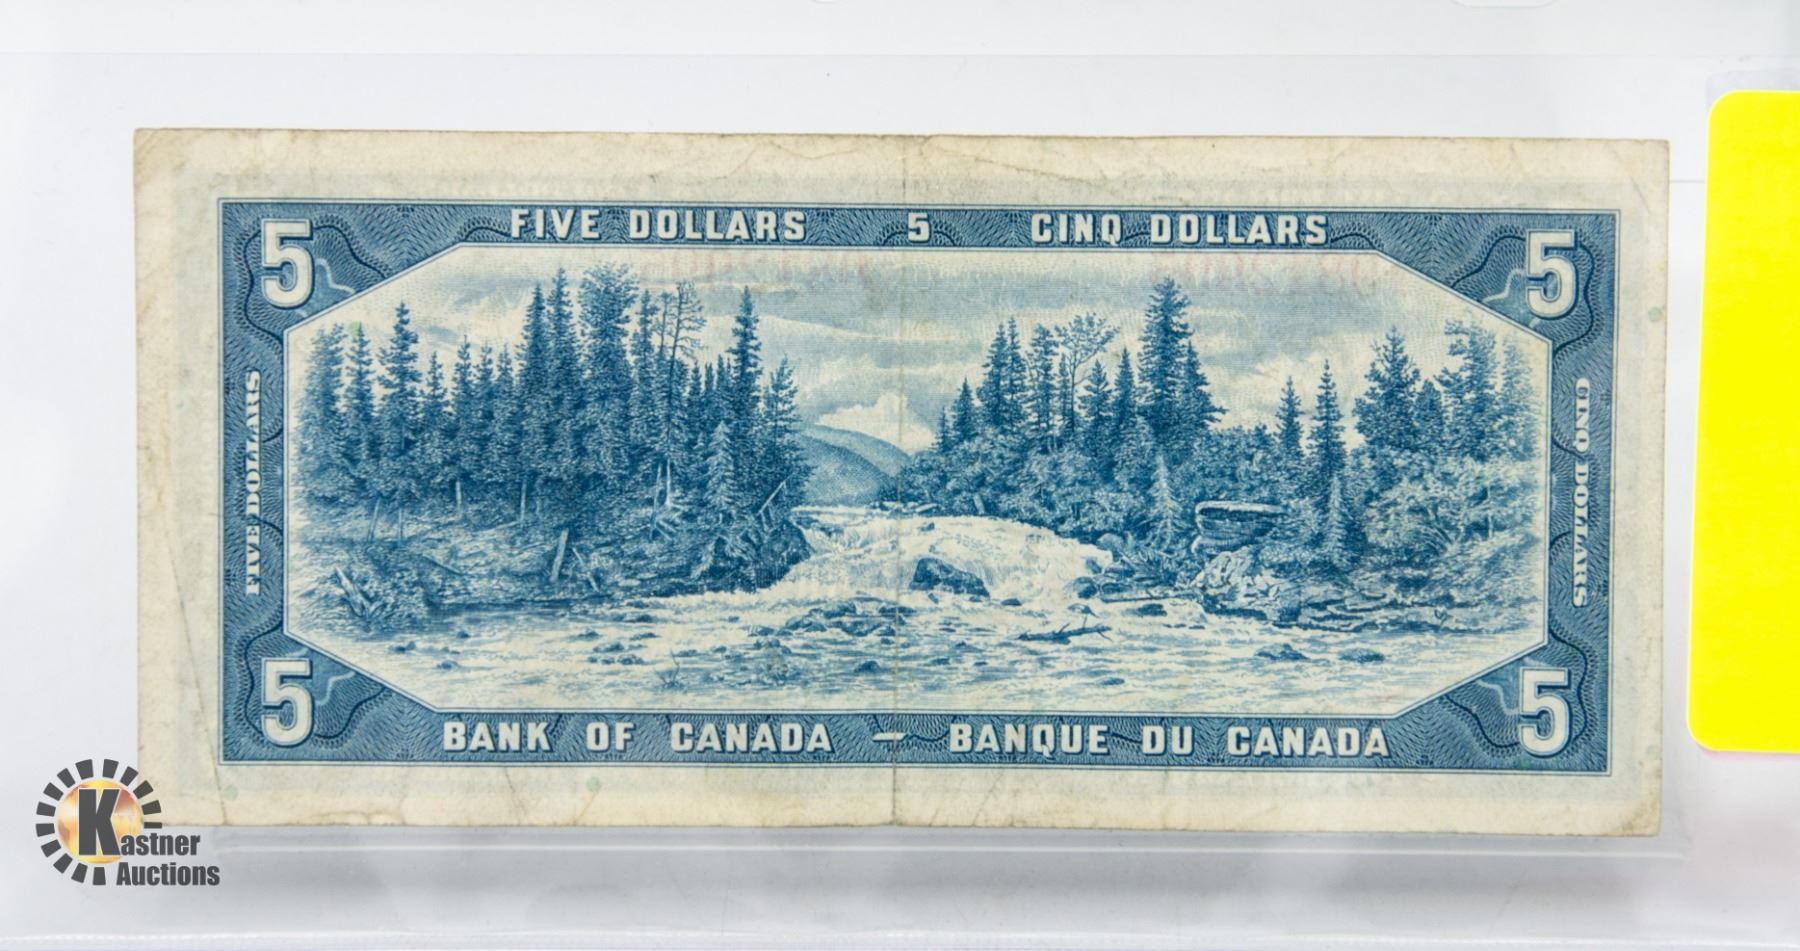 5 FIVE DOLLARS 5 CINQ DOLLARS 5
FIVE DOLLARS
CINQ DOLLARS
5 BANK OF CANADA – BANQUE DU CANADA 5
Kastner
Auctions